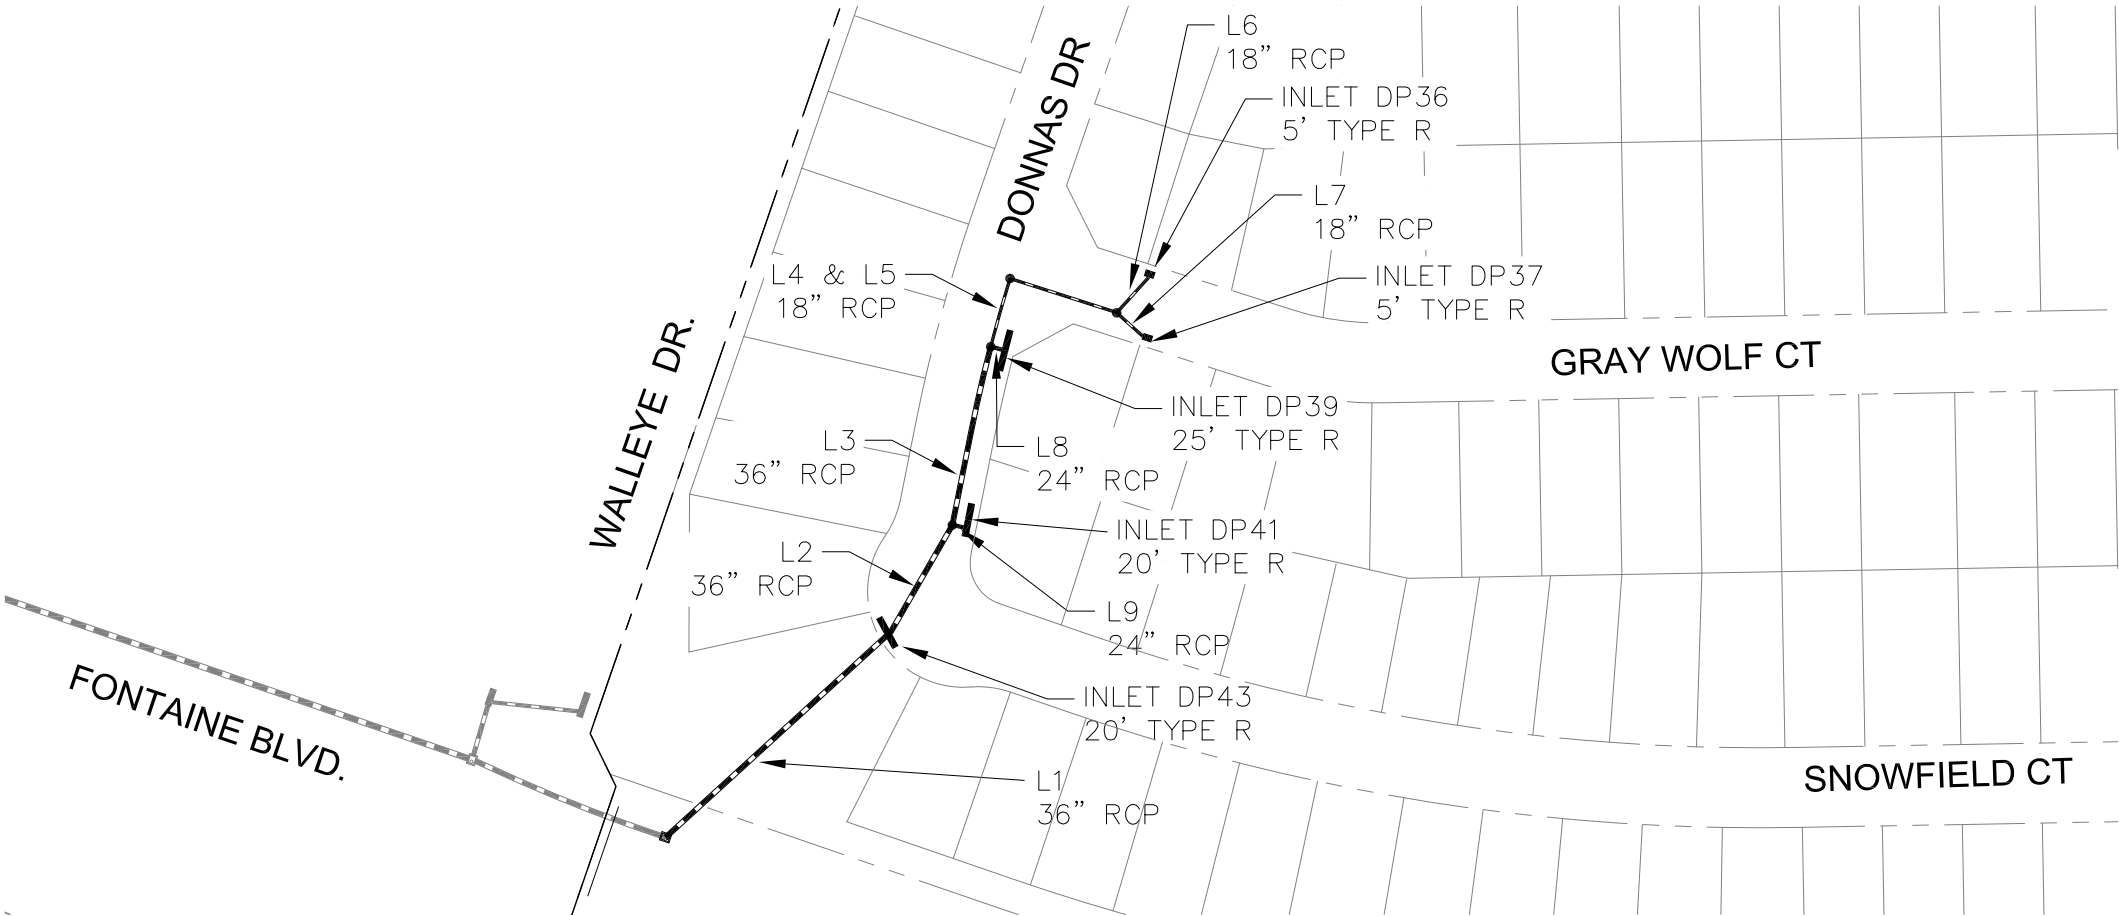 L6
18” RCP
INLET DP36
5’ TYPE R
DONNAS DR
L7
18” RCP
L4 & L5
18” RCP
INLET DP37
5’ TYPE R
WALLEYE DR.
GRAY WOLF CT
INLET DP39
25’ TYPE R
L3
36” RCP
L8
24” RCP
INLET DP41
20’ TYPE R
L2
36” RCP
L9
24” RCP
FONTAINE BLVD.
INLET DP43
20’ TYPE R
SNOWFIELD CT
L1
36” RCP